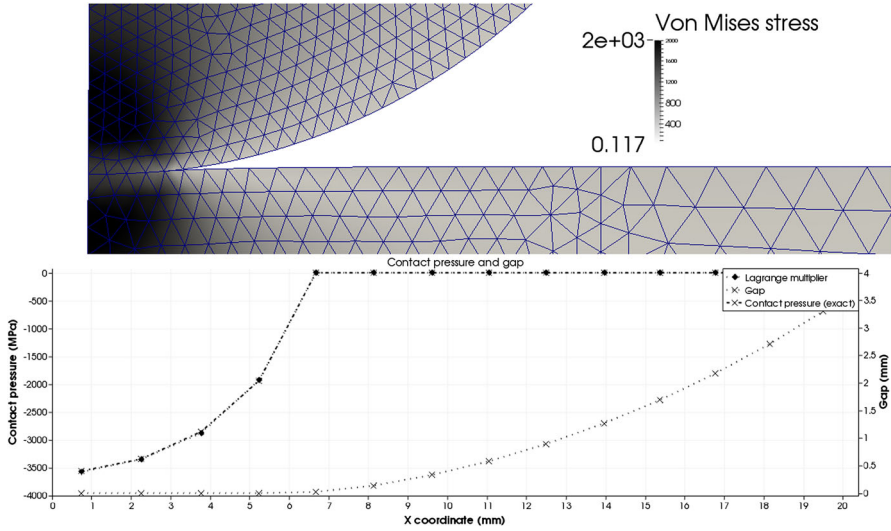 Von Mises stress
2e+03
2000
1600
1200
800
400
0.117
Contact pressure and gap
Lagrange multiplier
Gap
Contact pressure (exact)
Contact pressure (MPa)
0
-500
-1000
-1500
-2000
-2500
-3000
-3500
-4000
4
3.5
3
2.5
2
1.5
1
0.5
0
Gap (mm)
0 1 2 3 4 5 6 7 8 9 10 11 12 13 14 15 16 17 18 19 20
X coordinate (mm)